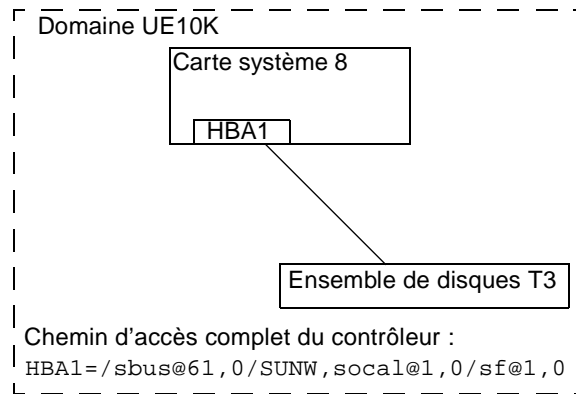 Domaine UE10K
Carte système 8
HBA1
Ensemble de disques T3
Chemin d'accès complet du contrôleur :
HBA1=/sbus@61,0/SUNW,socal@1,0/sf@1,0